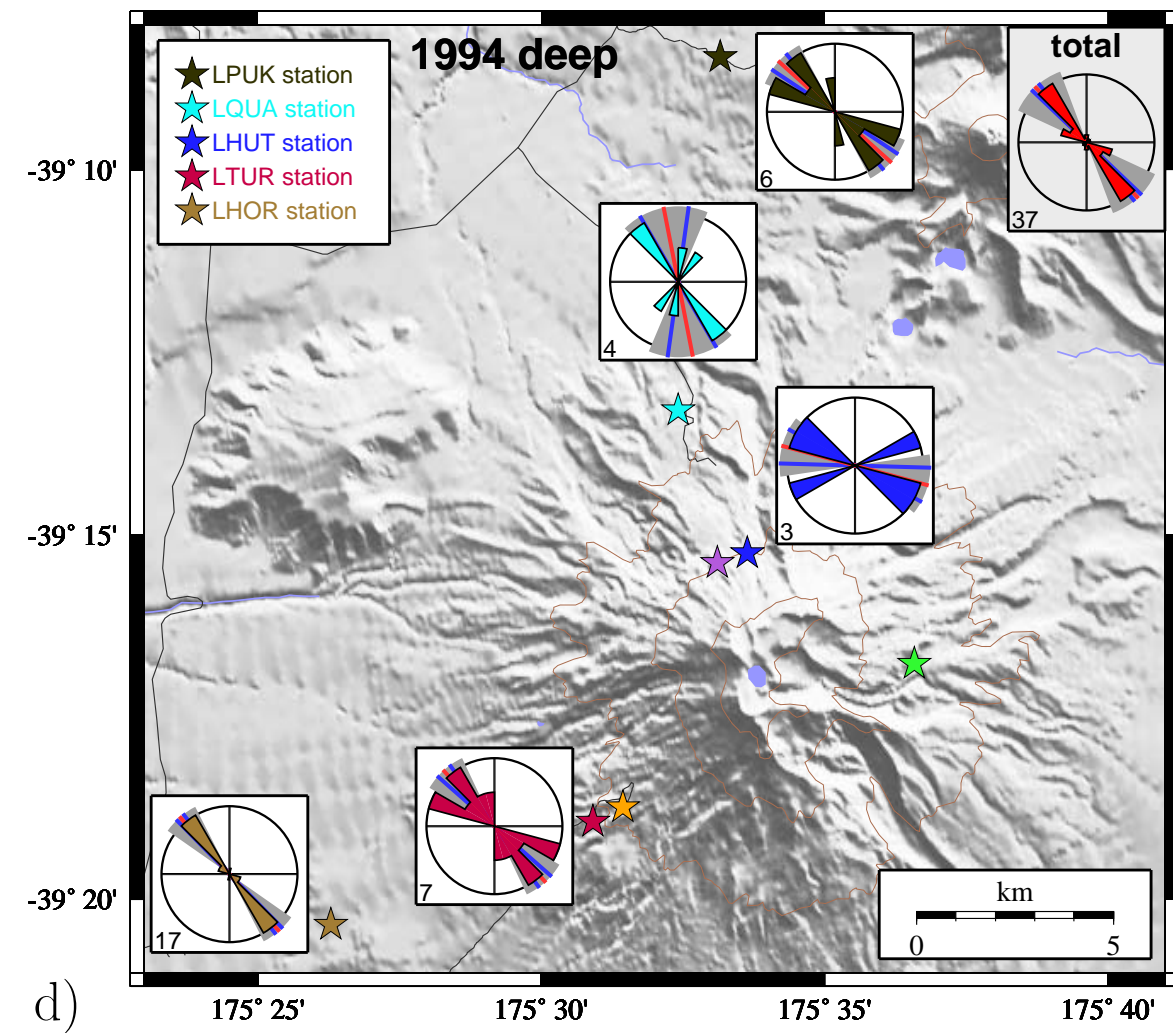 1994 deep
total
LPUK station
LQUA station
LHUT station
LTUR station
LHOR station
6
37
4
3
7
17
-39° 10'
-39° 15'
-39° 20'
km
0 5
d)
175° 25' 175° 30' 175° 35' 175° 40'